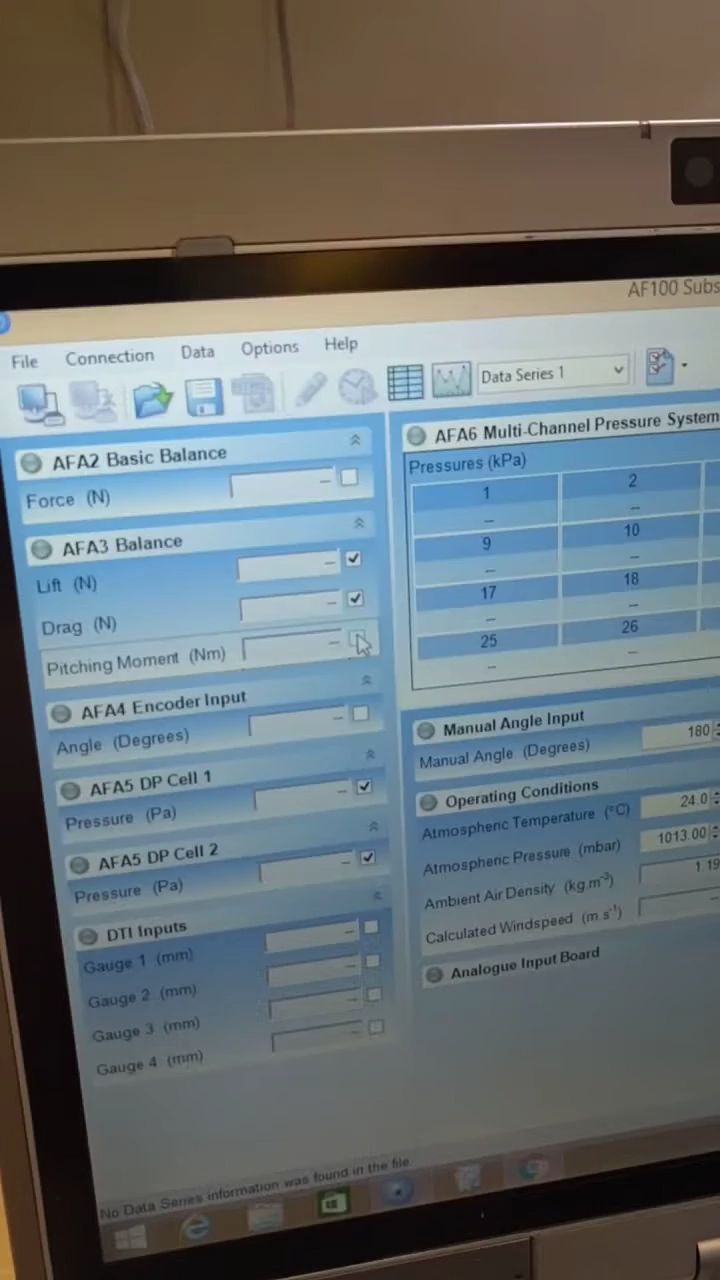 AF100 Subs
File Connection Data Options Help
Data Series 1
AFA2 Basic Balance
Force (N) --
AFA3 Balance
Lift (N) --
Drag (N) --
Pitching Moment (Nm) --
AFA4 Encoder Input
Angle (Degrees) --
AFA5 DP Cell 1
Pressure (Pa) --
AFA5 DP Cell 2
Pressure (Pa) --
DTI Inputs
Gauge 1 (mm) --
Gauge 2 (mm) --
Gauge 3 (mm) --
Gauge 4 (mm) --
AFA6 Multi-Channel Pressure System
Pressures (kPa)
1 2
-- --
9 10
-- --
17 18
-- --
25 26
-- --
Manual Angle Input
Manual Angle (Degrees) 180
Operating Conditions
Atmospheric Temperature (°C) 24.0
Atmospheric Pressure (mbar) 1013.00
Ambient Air Density (kg.m⁻³) 1.19
Calculated Windspeed (m s⁻¹) --
Analogue Input Board
No Data Series information was found in the file.